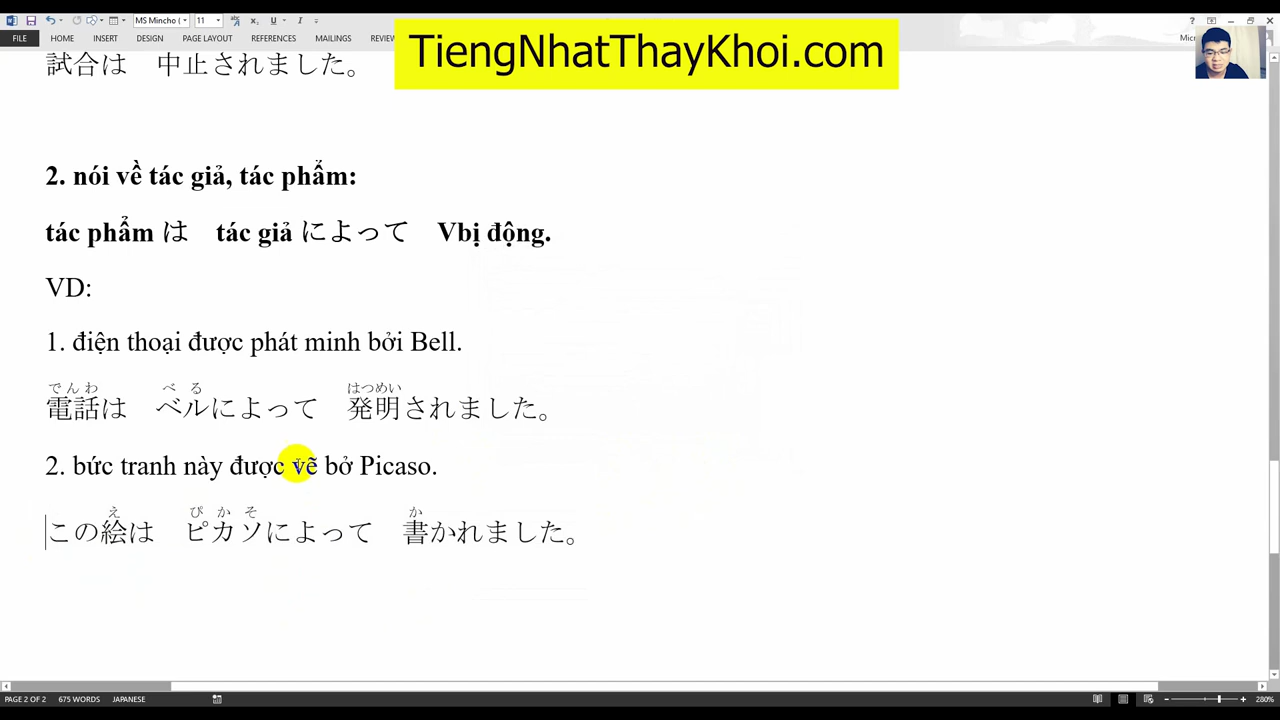 MS Mincho (
11
FILE
HOME
INSERT
DESIGN
PAGE LAYOUT
REFERENCES
MAILINGS
TiengNhatThayKhoi.com
試合は　中止されました。
2. nói về tác giả, tác phẩm:
tác phẩm は　tác giả によって　Vbị động.
VD:
1. điện thoại được phát minh bởi Bell.
でんわ　べる　はつめい
電話は　ベルによって　発明されました。
2. bức tranh này được vẽ bở Picaso.
え　ぴかそ　か
この絵は　ピカソによって　書かれました。
PAGE 2 OF 2
675 WORDS
JAPANESE
280%